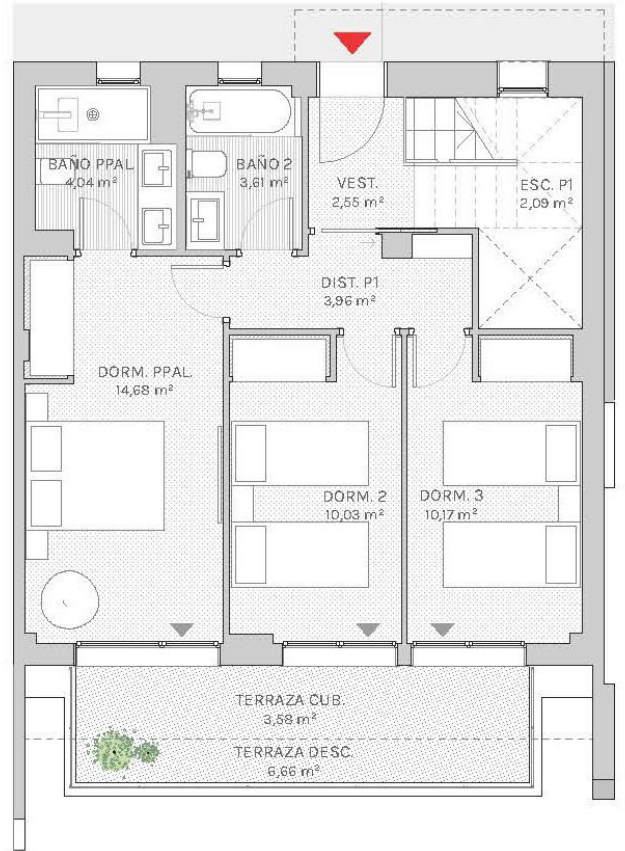 BAÑO PPAL
4,04 m²
BAÑO 2
3,61 m²
VEST.
2,55 m²
ESC. P1
2,09 m²
DIST. P1
3,96 m²
DORM. PPAL.
14,68 m²
DORM. 2
10,03 m²
DORM. 3
10,17 m²
TERRAZA CUB.
3,58 m²
TERRAZA DESC.
6,66 m²